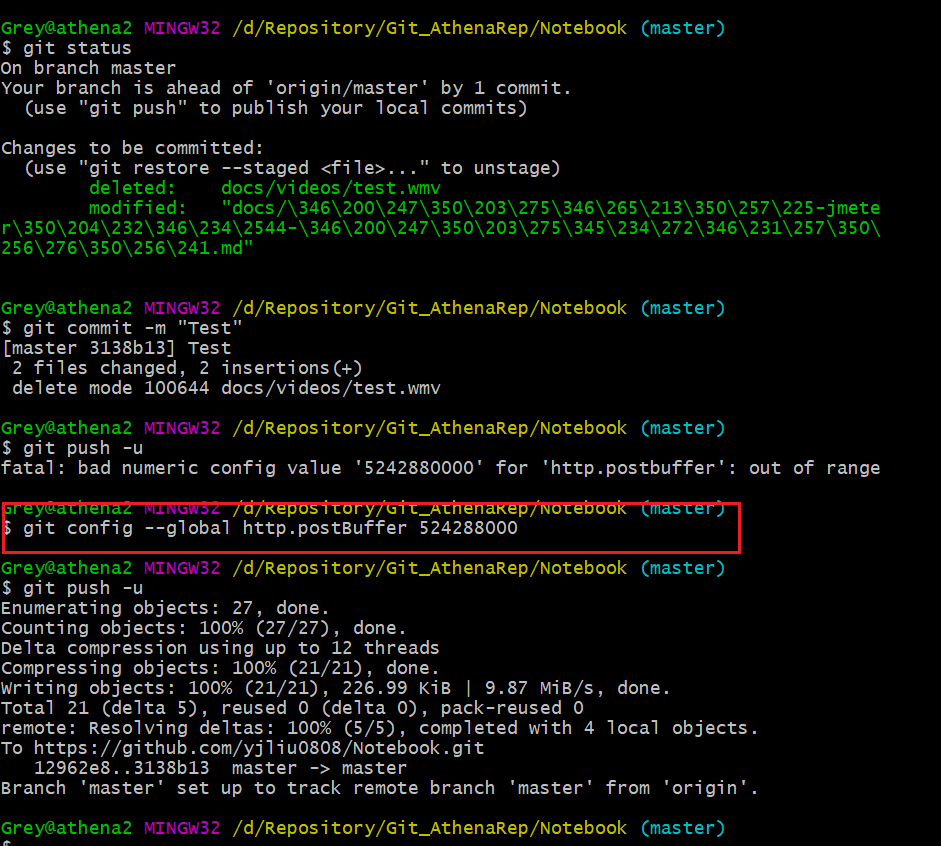 Grey@athena2 MINGW32 /d/Repository/Git_AthenaRep/Notebook (master)
$ git status
On branch master
Your branch is ahead of 'origin/master' by 1 commit.
  (use "git push" to publish your local commits)
Changes to be committed:
  (use "git restore --staged <file>..." to unstage)
        deleted:    docs/videos/test.wmv
        modified:   "docs/\346\200\247\350\203\275\346\265\213\350\257\225-jmete
r\350\204\232\346\234\2544-\346\200\247\350\203\275\345\234\272\346\231\257\350\
256\276\350\256\241.md"
Grey@athena2 MINGW32 /d/Repository/Git_AthenaRep/Notebook (master)
$ git commit -m "Test"
[master 3138b13] Test
 2 files changed, 2 insertions(+)
 delete mode 100644 docs/videos/test.wmv
Grey@athena2 MINGW32 /d/Repository/Git_AthenaRep/Notebook (master)
$ git push -u
fatal: bad numeric config value '5242880000' for 'http.postbuffer': out of range
Grey@athena2 MINGW32 /d/Repository/Git_AthenaRep/Notebook (master)
$ git config --global http.postBuffer 524288000
Grey@athena2 MINGW32 /d/Repository/Git_AthenaRep/Notebook (master)
$ git push -u
Enumerating objects: 27, done.
Counting objects: 100% (27/27), done.
Delta compression using up to 12 threads
Compressing objects: 100% (21/21), done.
Writing objects: 100% (21/21), 226.99 KiB | 9.87 MiB/s, done.
Total 21 (delta 5), reused 0 (delta 0), pack-reused 0
remote: Resolving deltas: 100% (5/5), completed with 4 local objects.
To https://github.com/yjliu0808/Notebook.git
   12962e8..3138b13  master -> master
Branch 'master' set up to track remote branch 'master' from 'origin'.
Grey@athena2 MINGW32 /d/Repository/Git_AthenaRep/Notebook (master)
$